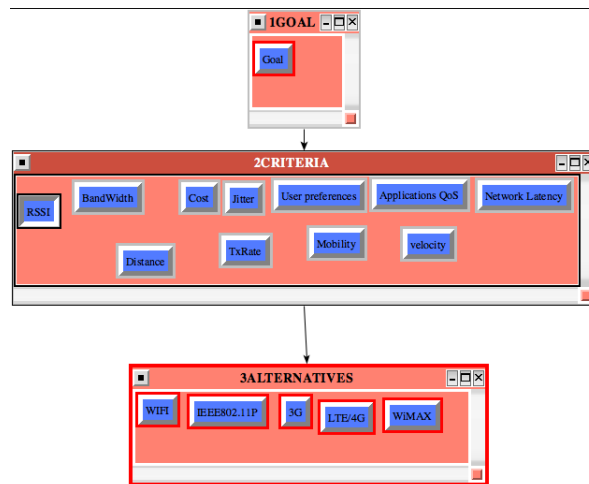 1GOAL
Goal
2CRITERIA
RSSI
BandWidth
Cost
Jitter
User preferences
Applications QoS
Network Latency
Distance
TxRate
Mobility
velocity
3ALTERNATIVES
WIFI
IEEE802.11P
3G
LTE/4G
WiMAX